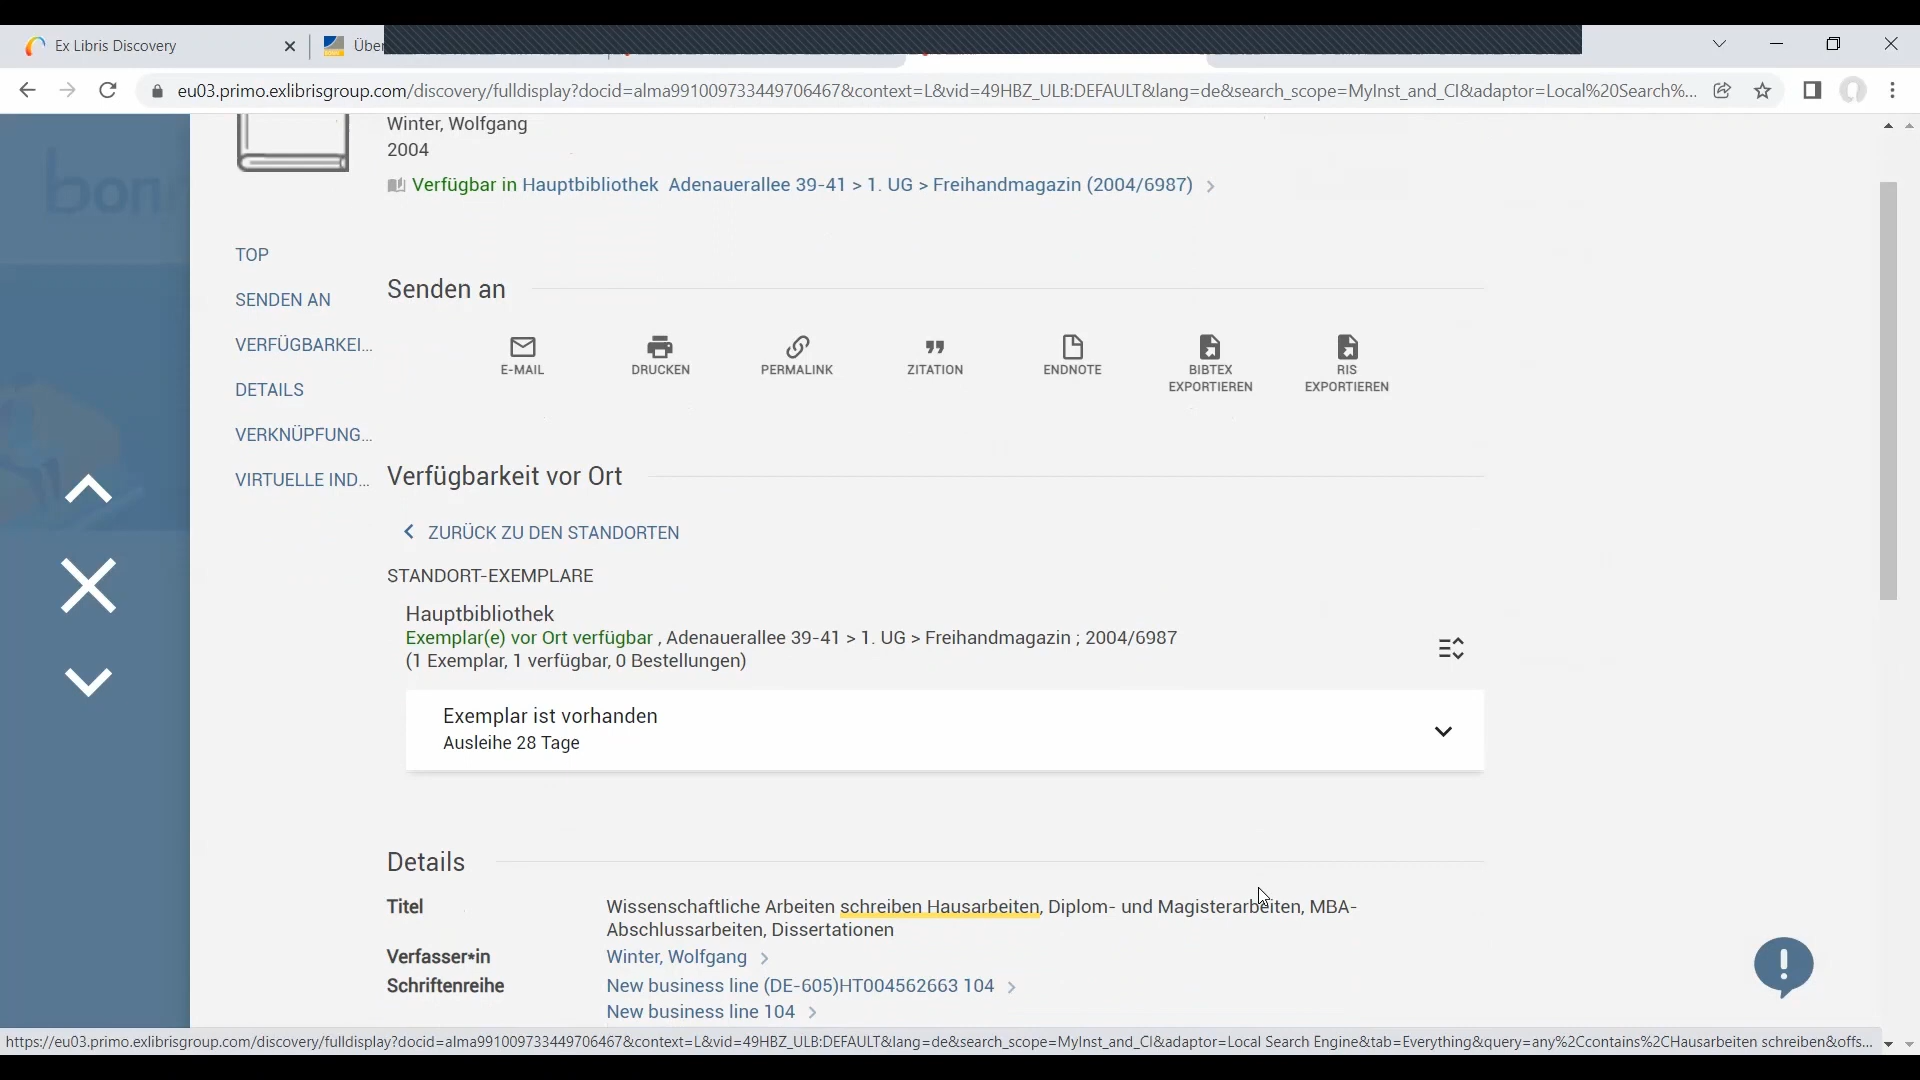 Ex Libris Discovery
Über
eu03.primo.exlibrisgroup.com/discovery/fulldisplay?docid=alma991009733449706467&context=L&vid=49HBZ_ULB:DEFAULT&lang=de&search_scope=MyInst_and_CI&adaptor=Local%20Search%...
bon
Winter, Wolfgang
2004
Verfügbar in Hauptbibliothek Adenauerallee 39-41 > 1. UG > Freihandmagazin (2004/6987)
TOP
SENDEN AN
VERFÜGBARKEI...
DETAILS
VERKNÜPFUNG...
VIRTUELLE IND...
Senden an
E-MAIL
DRUCKEN
PERMALINK
ZITATION
ENDNOTE
BIBTEX
EXPORTIEREN
RIS
EXPORTIEREN
Verfügbarkeit vor Ort
ZURÜCK ZU DEN STANDORTEN
STANDORT-EXEMPLARE
Hauptbibliothek
Exemplar(e) vor Ort verfügbar , Adenauerallee 39-41 > 1. UG > Freihandmagazin ; 2004/6987
(1 Exemplar, 1 verfügbar, 0 Bestellungen)
Exemplar ist vorhanden
Ausleihe 28 Tage
Details
Titel
Wissenschaftliche Arbeiten schreiben Hausarbeiten, Diplom- und Magisterarbeiten, MBA-
Abschlussarbeiten, Dissertationen
Verfasser*in
Winter, Wolfgang
Schriftenreihe
New business line (DE-605)HT004562663 104
New business line 104
https://eu03.primo.exlibrisgroup.com/discovery/fulldisplay?docid=alma991009733449706467&context=L&vid=49HBZ_ULB:DEFAULT&lang=de&search_scope=MyInst_and_CI&adaptor=Local Search Engine&tab=Everything&query=any%2Ccontains%2CHausarbeiten schreiben&offs...